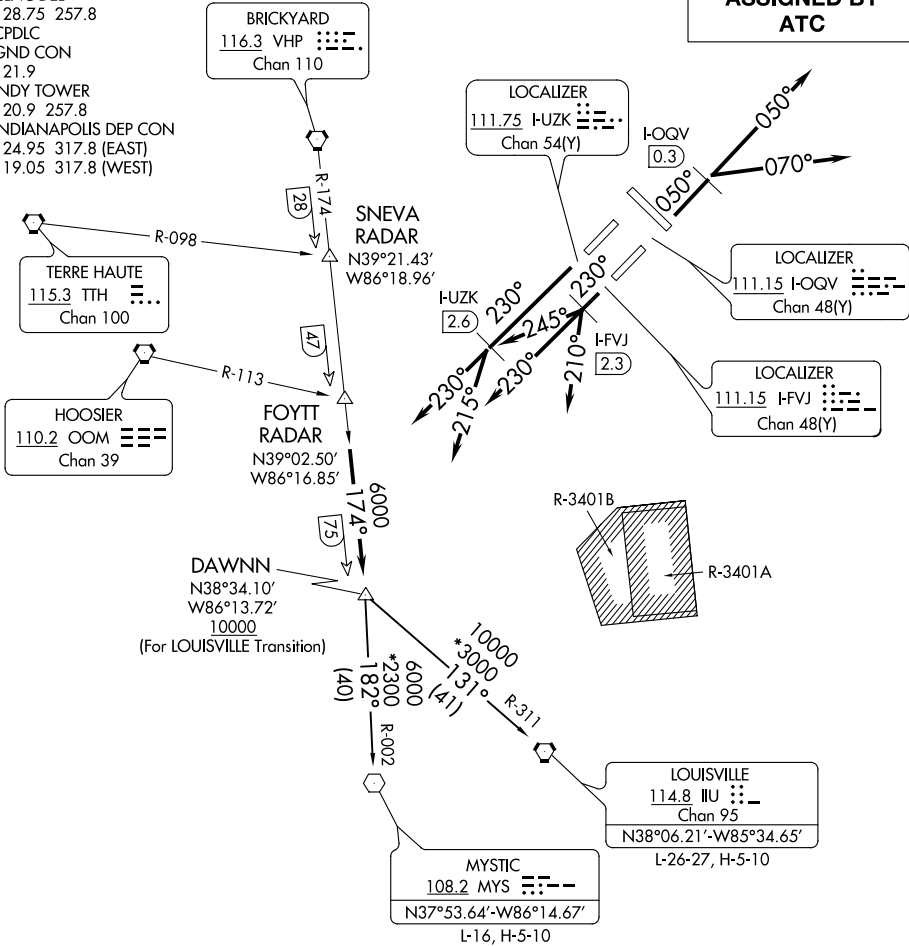 28.75 257.8
CPDLC
GND CON
21.9
NDY TOWER
20.9 257.8
NDIANAPOLIS DEP CON
24.95 317.8 (EAST)
19.05 317.8 (WEST)
ASSIGNED BY
ATC
BRICKYARD
116.3 VHP
Chan 110
LOCALIZER
111.75 I-UZK
Chan 54(Y)
I-OQV
0.3
050°
070°
050°
R-174
28
SNEVA
RADAR
N39°21.43'
W86°18.96'
R-098
TERRE HAUTE
115.3 TTH
Chan 100
LOCALIZER
111.15 I-OQV
Chan 48(Y)
I-UZK
2.6
230°
230°
245°
I-FVJ
2.3
230°
215°
230°
210°
47
R-113
HOOSIER
110.2 OOM
Chan 39
FOYTT
RADAR
N39°02.50'
W86°16.85'
LOCALIZER
111.15 I-FVJ
Chan 48(Y)
6000
174°
75
R-3401B
R-3401A
DAWNN
N38°34.10'
W86°13.72'
10000
(For LOUISVILLE Transition)
6000
*2300
182°
(40)
R-002
10000
*3000
131°
(41)
R-311
LOUISVILLE
114.8 IIU
Chan 95
N38°06.21'-W85°34.65'
L-26-27, H-5-10
MYSTIC
108.2 MYS
N37°53.64'-W86°14.67'
L-16, H-5-10